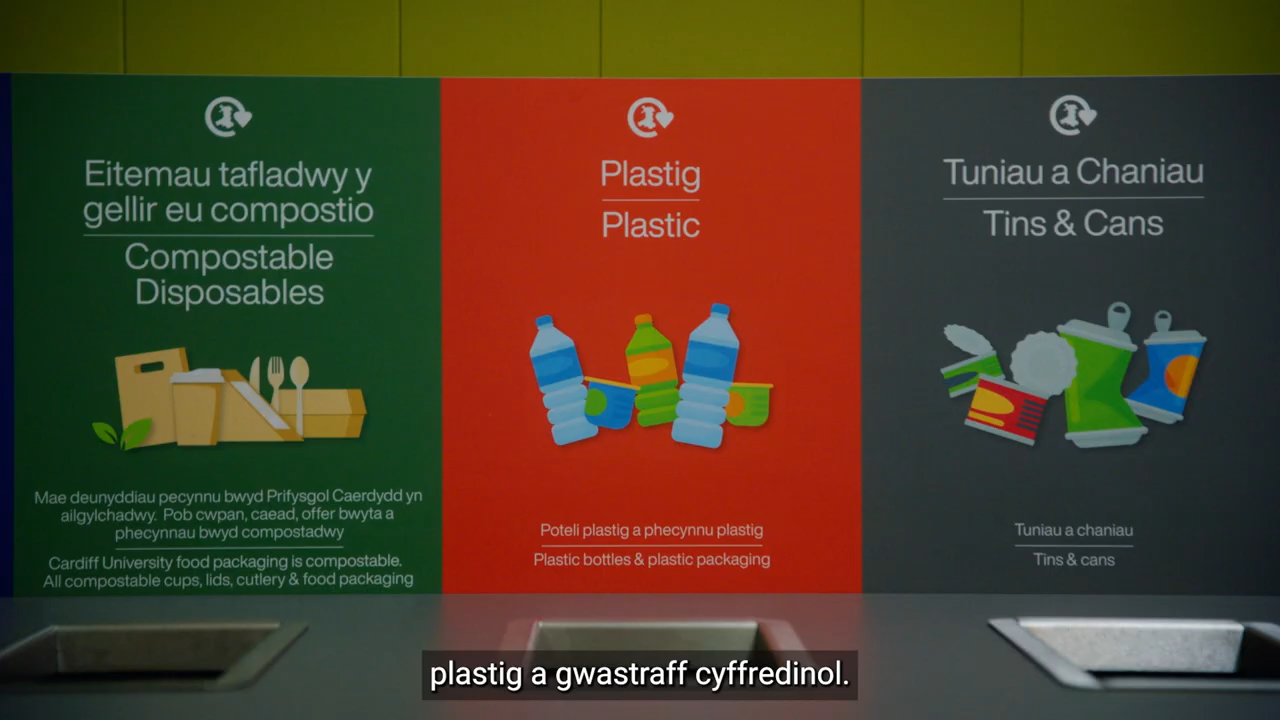 Eitemau tafladwy y
gellir eu compostio
Compostable
Disposables
Mae deunyddiau pecynnu bwyd Prifysgol Caerdydd yn
ailgylchadwy. Pob cwpan, caead, offer bwyta a
phecynnau bwyd compostadwy
Cardiff University food packaging is compostable.
All compostable cups, lids, cutlery & food packaging
Plastig
Plastic
Poteli plastig a phecynnu plastig
Plastic bottles & plastic packaging
Tuniau a Chaniau
Tins & Cans
Tuniau a chaniau
Tins & cans
plastig a gwastraff cyffredinol.